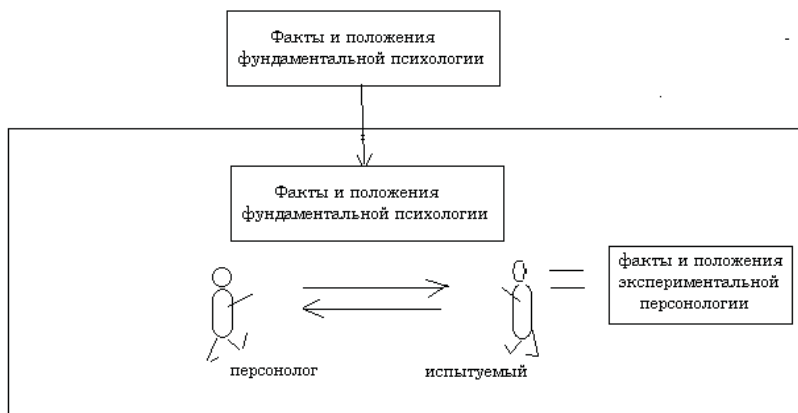 Факты и положения
фундаментальной психологии
Факты и положения
фундаментальной психологии
факты и положения
экспериментальной
персонологии
персонолог
испытуемый